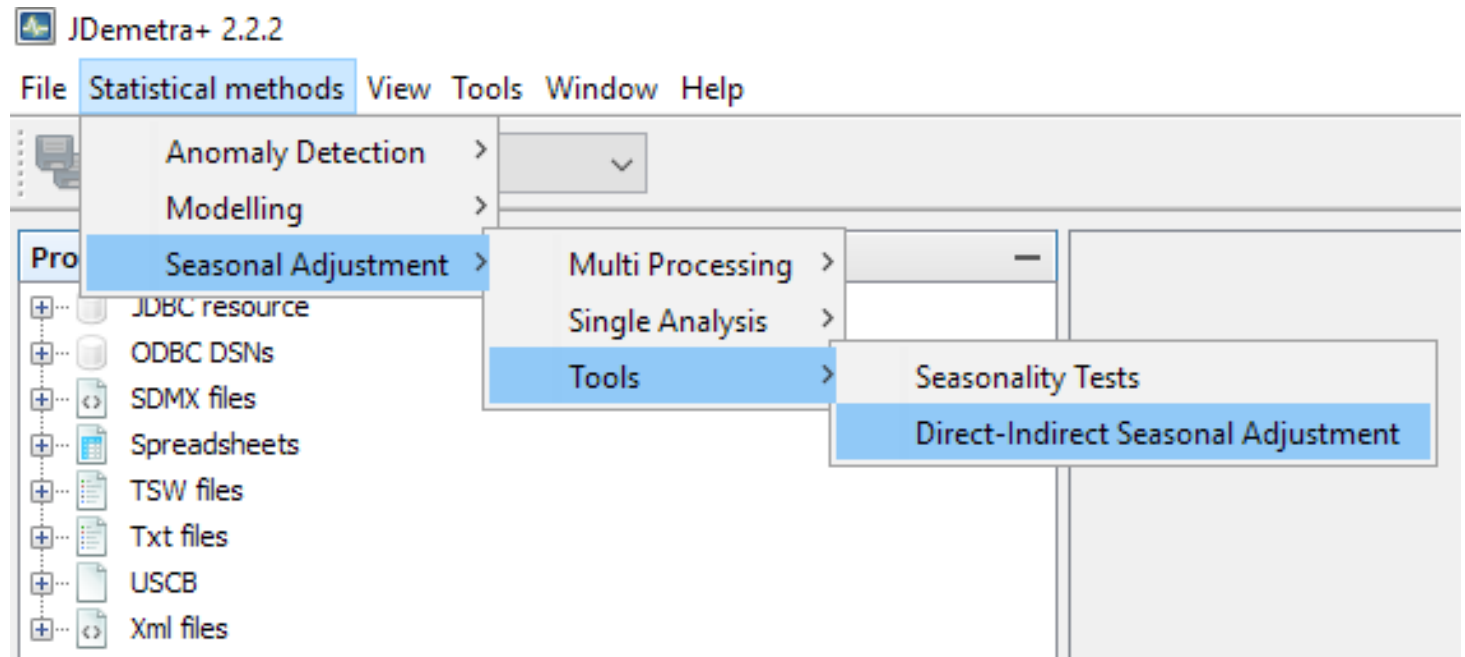 JDemetra+ 2.2.2
File Statistical methods View Tools Window Help
Anomaly Detection
Modelling
Pro Seasonal Adjustment Multi Processing
JDBC resource
Single Analysis
ODBC DSNs
Tools Seasonality Tests
SDMX files
Direct-Indirect Seasonal Adjustment
Spreadsheets
TSW files
Txt files
USCB
Xml files